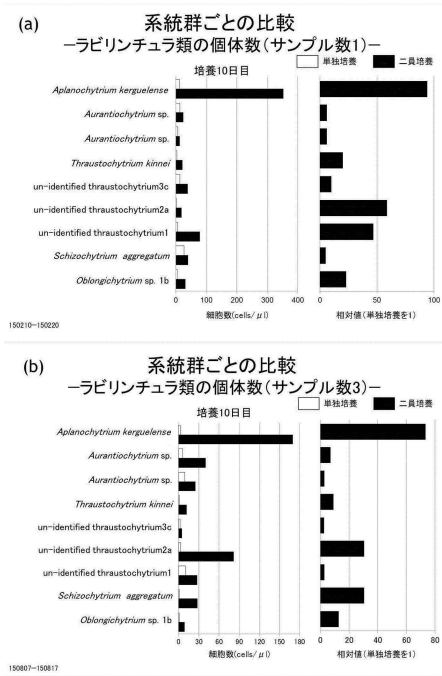 (a)
系統群ごとの比較
−ラビリンチュラ類の個体数(サンプル数1)−
単独培養 二員培養
培養10日目
Aplanochytrium kerguelense
Aurantiochytrium sp.
Aurantiochytrium sp.
Thraustochytrium kinnei
un−identified thraustochytrium3c
un−identified thraustochytrium2a
un−identified thraustochytrium1
Schizochytrium aggregatum
Oblongichytrium sp. 1b
0 100 200 300 400 0 50 100
細胞数(cells/μl) 相対値(単独培養を1)
150210−150220
(b)
系統群ごとの比較
−ラビリンチュラ類の個体数(サンプル数3)−
単独培養 二員培養
培養10日目
Aplanochytrium kerguelense
Aurantiochytrium sp.
Aurantiochytrium sp.
Thraustochytrium kinnei
un−identified thraustochytrium3c
un−identified thraustochytrium2a
un−identified thraustochytrium1
Schizochytrium aggregatum
Oblongichytrium sp. 1b
0 30 60 90 120 150 180 0 20 40 60 80
細胞数(cells/μl) 相対値(単独培養を1)
150807−150817